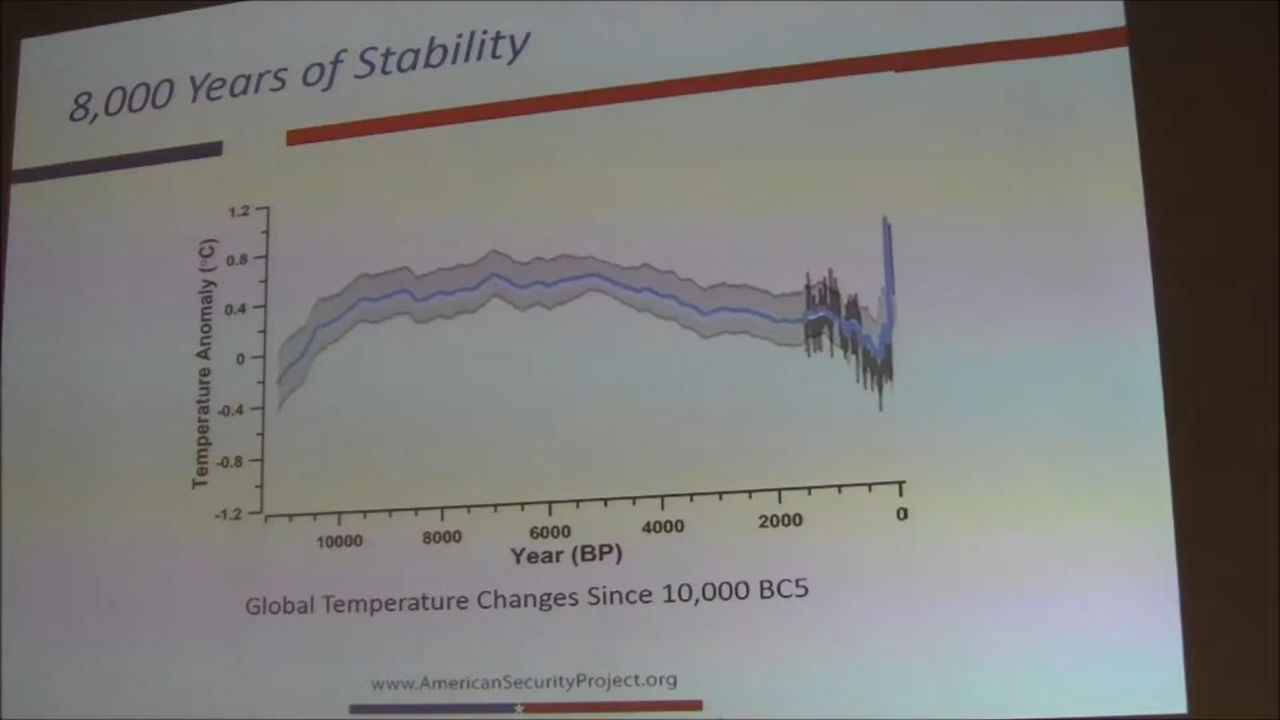 8,000 Years of Stability
Temperature Anomaly (°C)
1.2
0.8
0.4
0
-0.4
-0.8
-1.2
10000
8000
6000
4000
2000
0
Year (BP)
Global Temperature Changes Since 10,000 BC5
www.AmericanSecurityProject.org